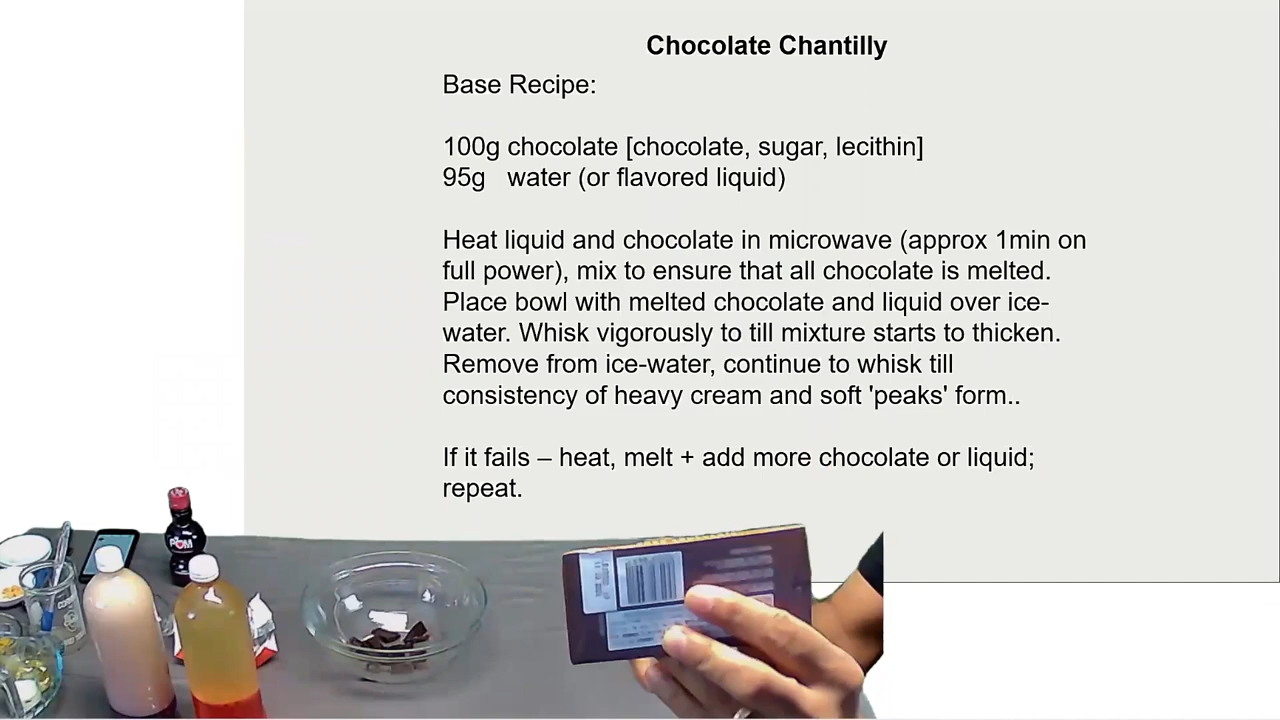 Chocolate Chantilly
Base Recipe:
100g chocolate [chocolate, sugar, lecithin]
95g water (or flavored liquid)
Heat liquid and chocolate in microwave (approx 1min on
full power), mix to ensure that all chocolate is melted.
Place bowl with melted chocolate and liquid over ice-
water. Whisk vigorously to till mixture starts to thicken.
Remove from ice-water, continue to whisk till
consistency of heavy cream and soft 'peaks' form..
If it fails – heat, melt + add more chocolate or liquid;
repeat.
POM